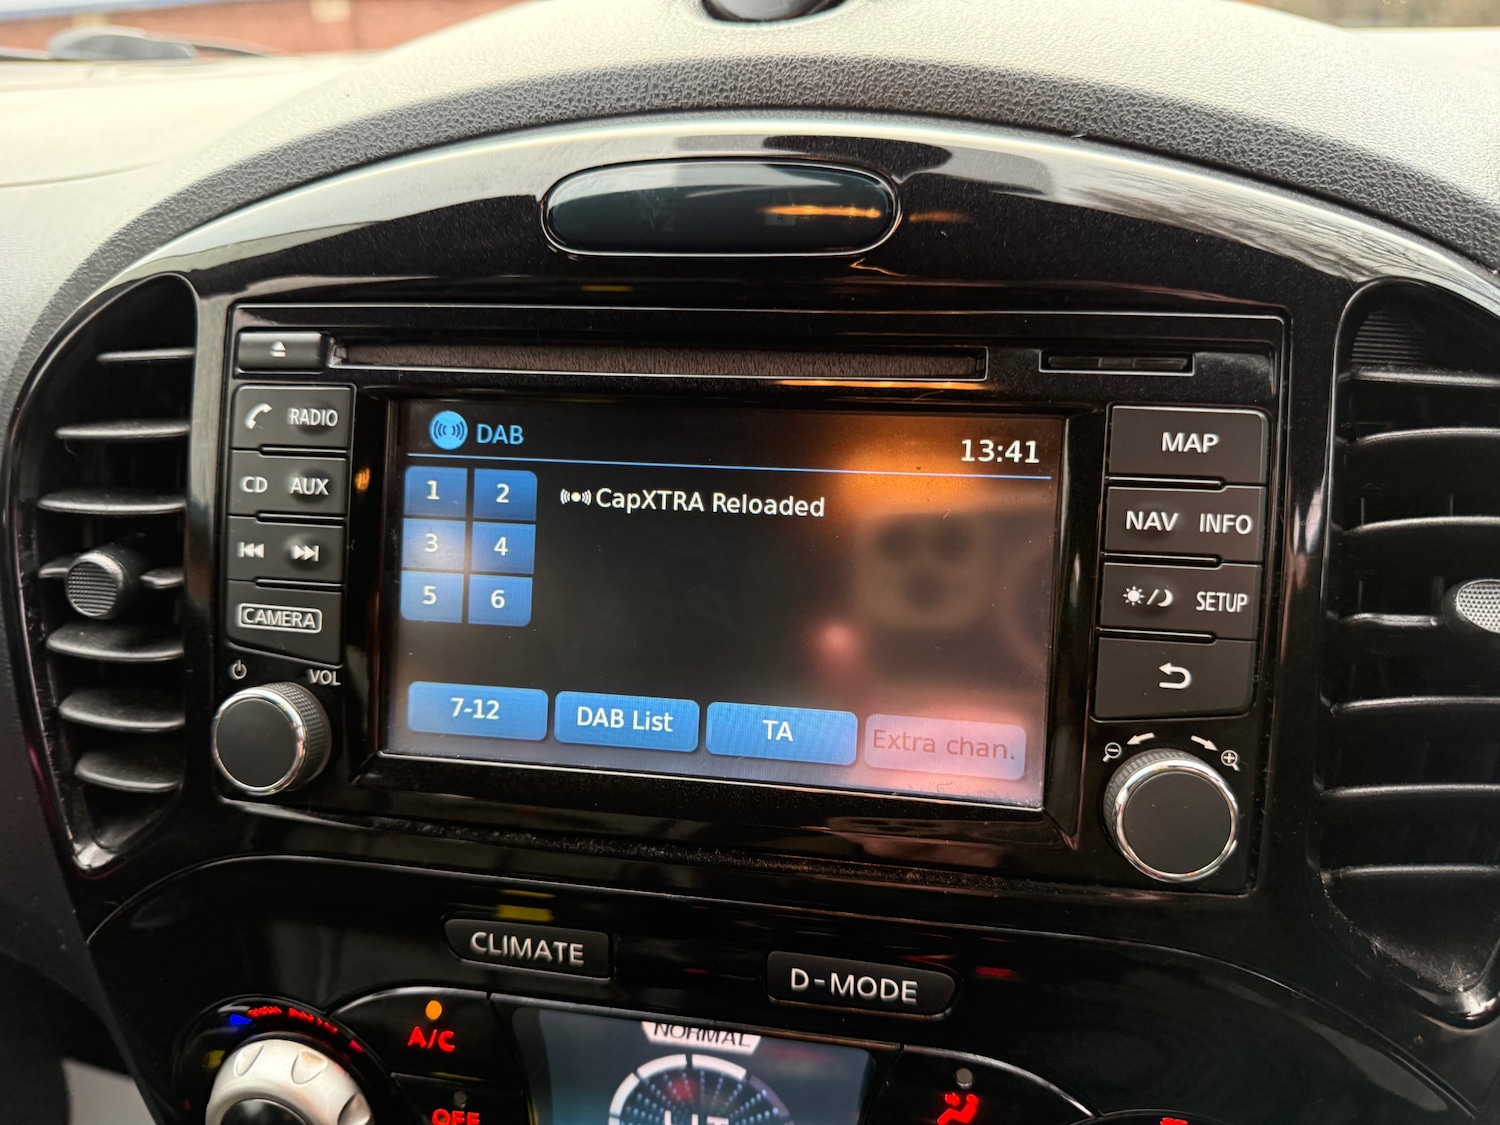 RADIO
CD AUX
CAMERA
VOL
DAB
13:41
1 2
3 4
5 6
CapXTRA Reloaded
7-12
DAB List
TA
Extra chan.
MAP
NAV INFO
SETUP
CLIMATE
D-MODE
A/C
OFF
NORMAL